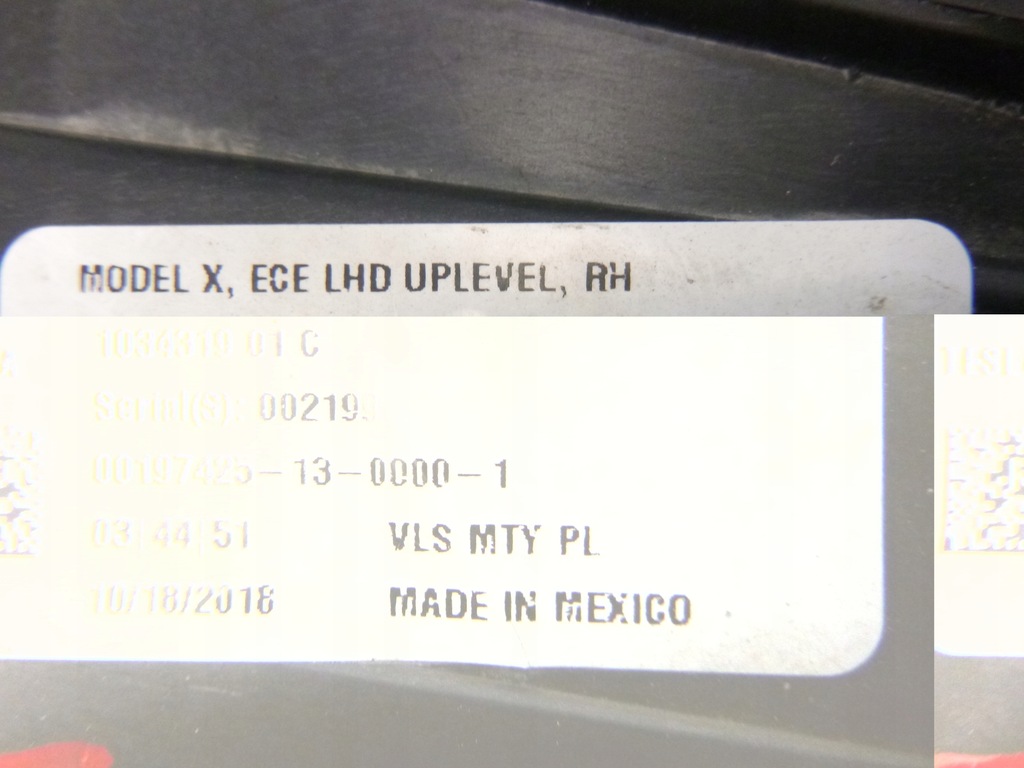 MODEL X, ECE LHD UPLEVEL, RH
1034319 01 C
Serial(S):
00197425-13-0000-1
03 44 51 VLS MTY PL
10/18/2018 MADE IN MEXICO